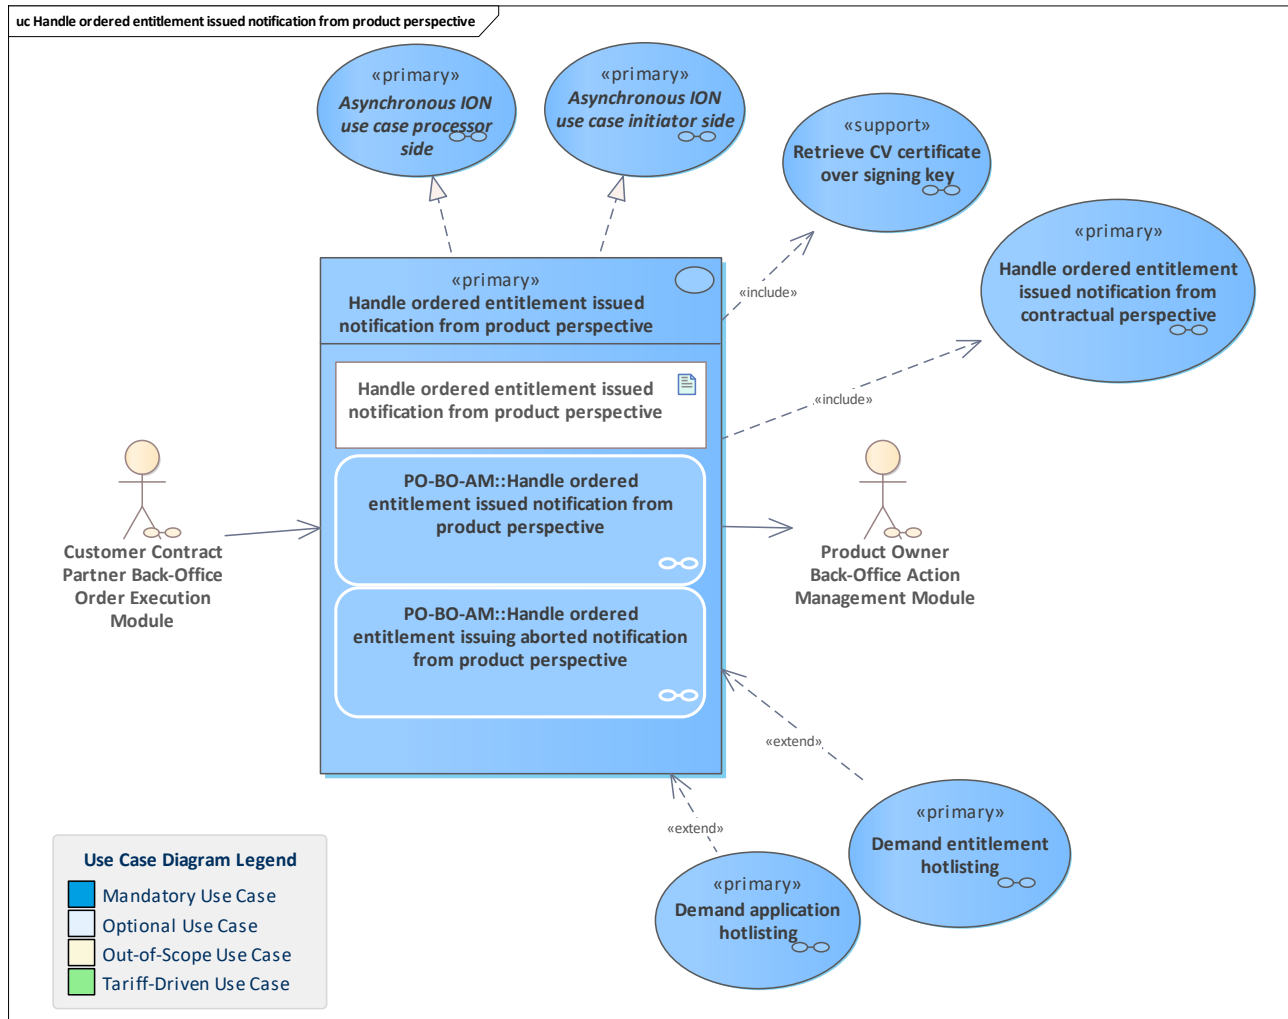 uc Handle ordered entitlement issued notification from product perspective
«primary»
Asynchronous ION
use case processor
side
«primary»
Asynchronous ION
use case initiator side
«support»
Retrieve CV certificate
over signing key
«primary»
Handle ordered entitlement
issued notification from
contractual perspective
«include»
«include»
«primary»
Handle ordered entitlement issued
notification from product perspective
Handle ordered entitlement issued
notification from product perspective
PO-BO-AM::Handle ordered
entitlement issued notification from
product perspective
PO-BO-AM::Handle ordered
entitlement issuing aborted notification
from product perspective
Customer Contract
Partner Back-Office
Order Execution
Module
Product Owner
Back-Office Action
Management Module
«extend»
«extend»
«primary»
Demand entitlement
hotlisting
«primary»
Demand application
hotlisting
Use Case Diagram Legend
Mandatory Use Case
Optional Use Case
Out-of-Scope Use Case
Tariff-Driven Use Case